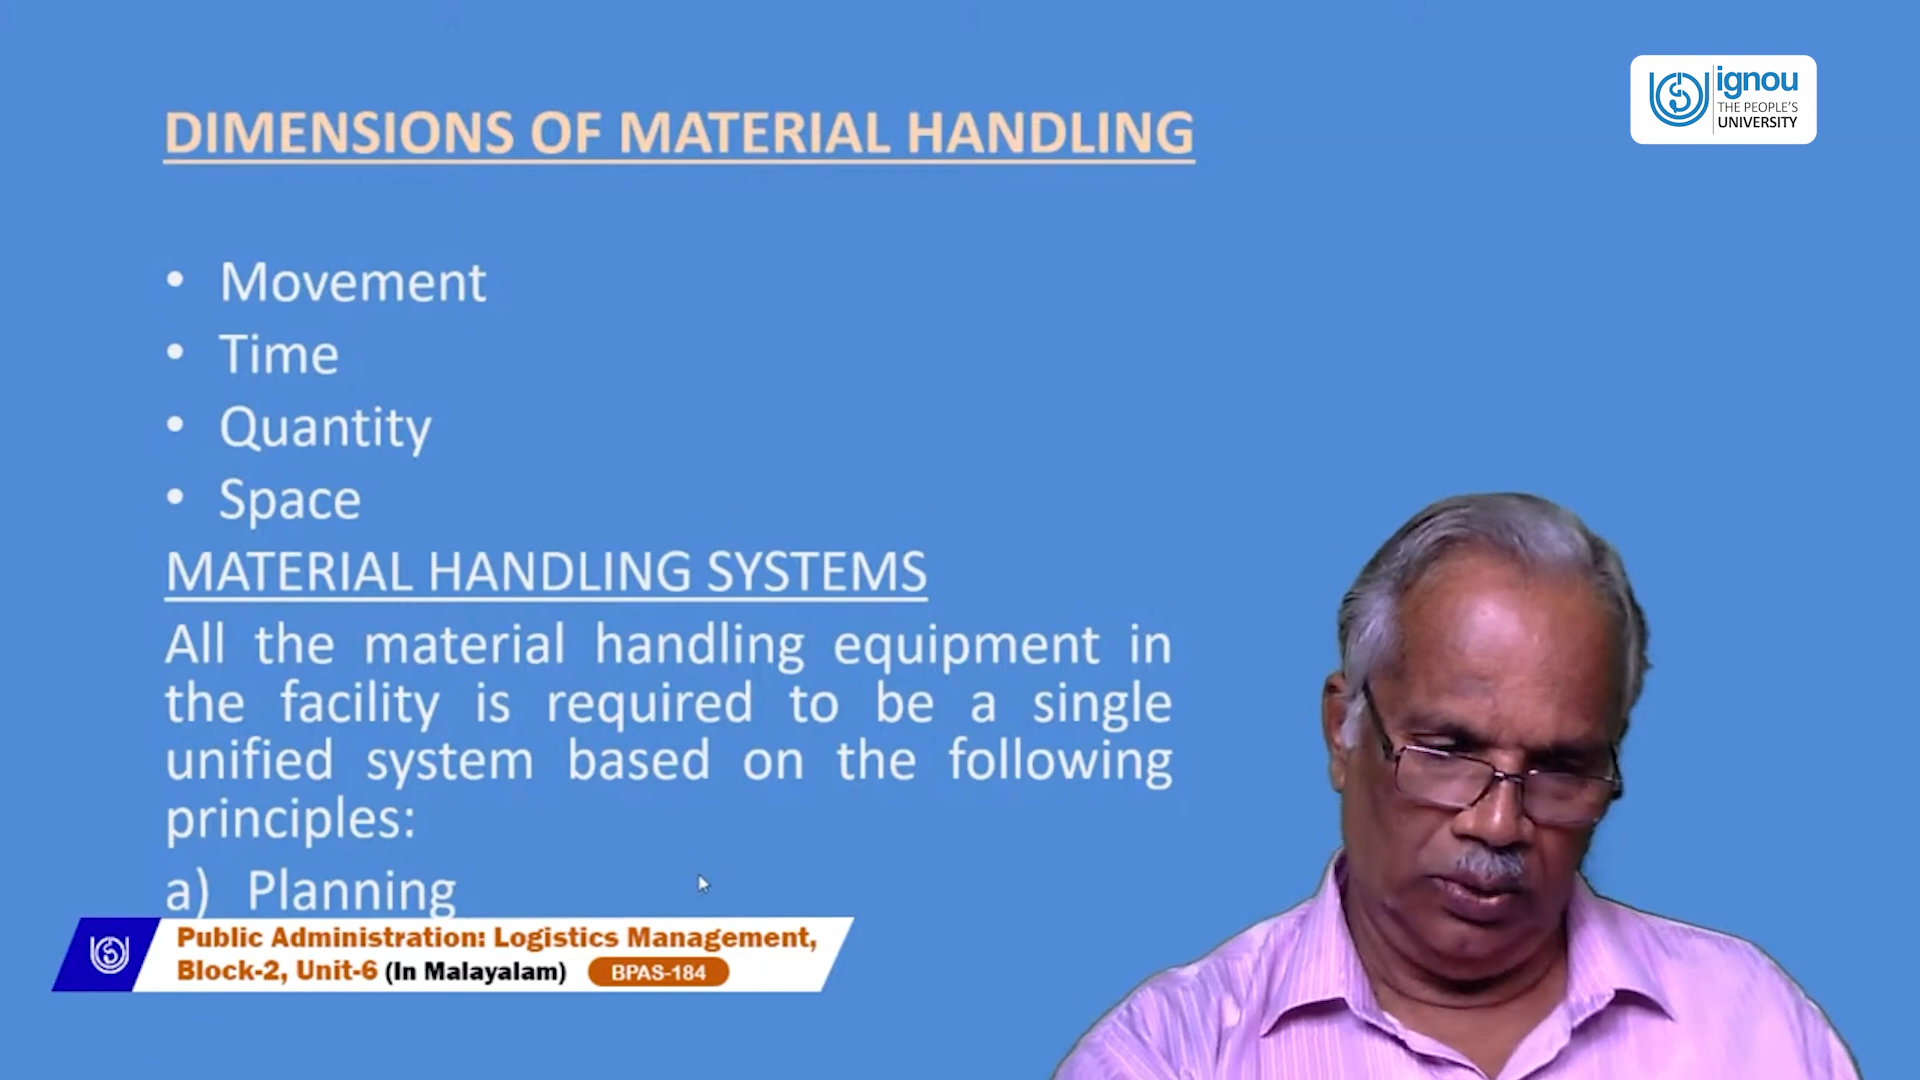 ignou
THE PEOPLE'S
UNIVERSITY
DIMENSIONS OF MATERIAL HANDLING
• Movement
• Time
• Quantity
• Space
MATERIAL HANDLING SYSTEMS
All the material handling equipment in
the facility is required to be a single
unified system based on the following
principles:
a) Planning
Public Administration: Logistics Management,
Block-2, Unit-6 (In Malayalam) BPAS-184